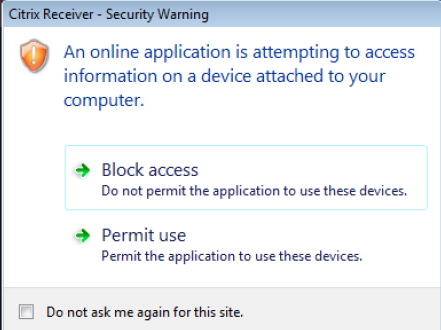 Citrix Receiver - Security Warning
An online application is attempting to access
information on a device attached to your
computer.
Block access
Do not permit the application to use these devices.
Permit use
Permit the application to use these devices.
Do not ask me again for this site.